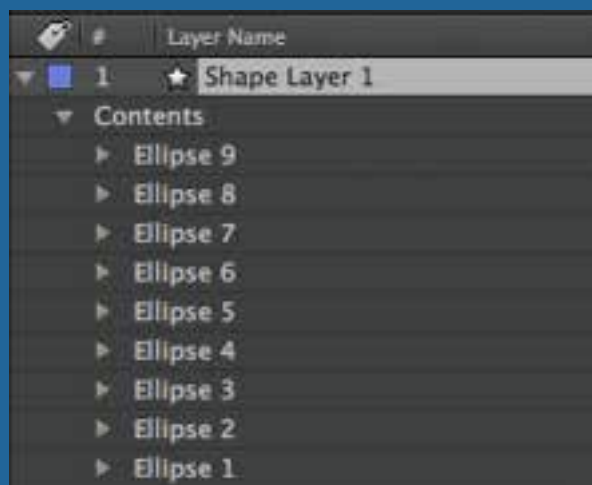 # Layer Name
1 Shape Layer 1
Contents
Ellipse 9
Ellipse 8
Ellipse 7
Ellipse 6
Ellipse 5
Ellipse 4
Ellipse 3
Ellipse 2
Ellipse 1